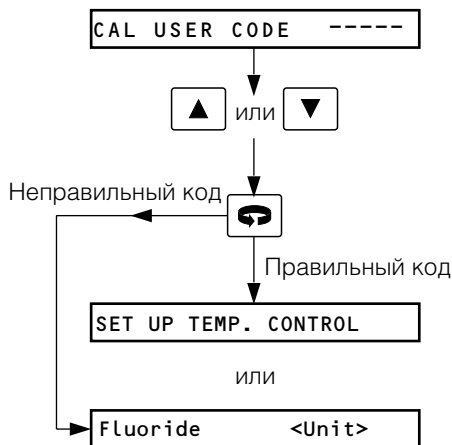 CAL USER CODE -----
▲ или ▼
Неправильный код
Правильный код
SET UP TEMP. CONTROL
или
Fluoride <Unit>